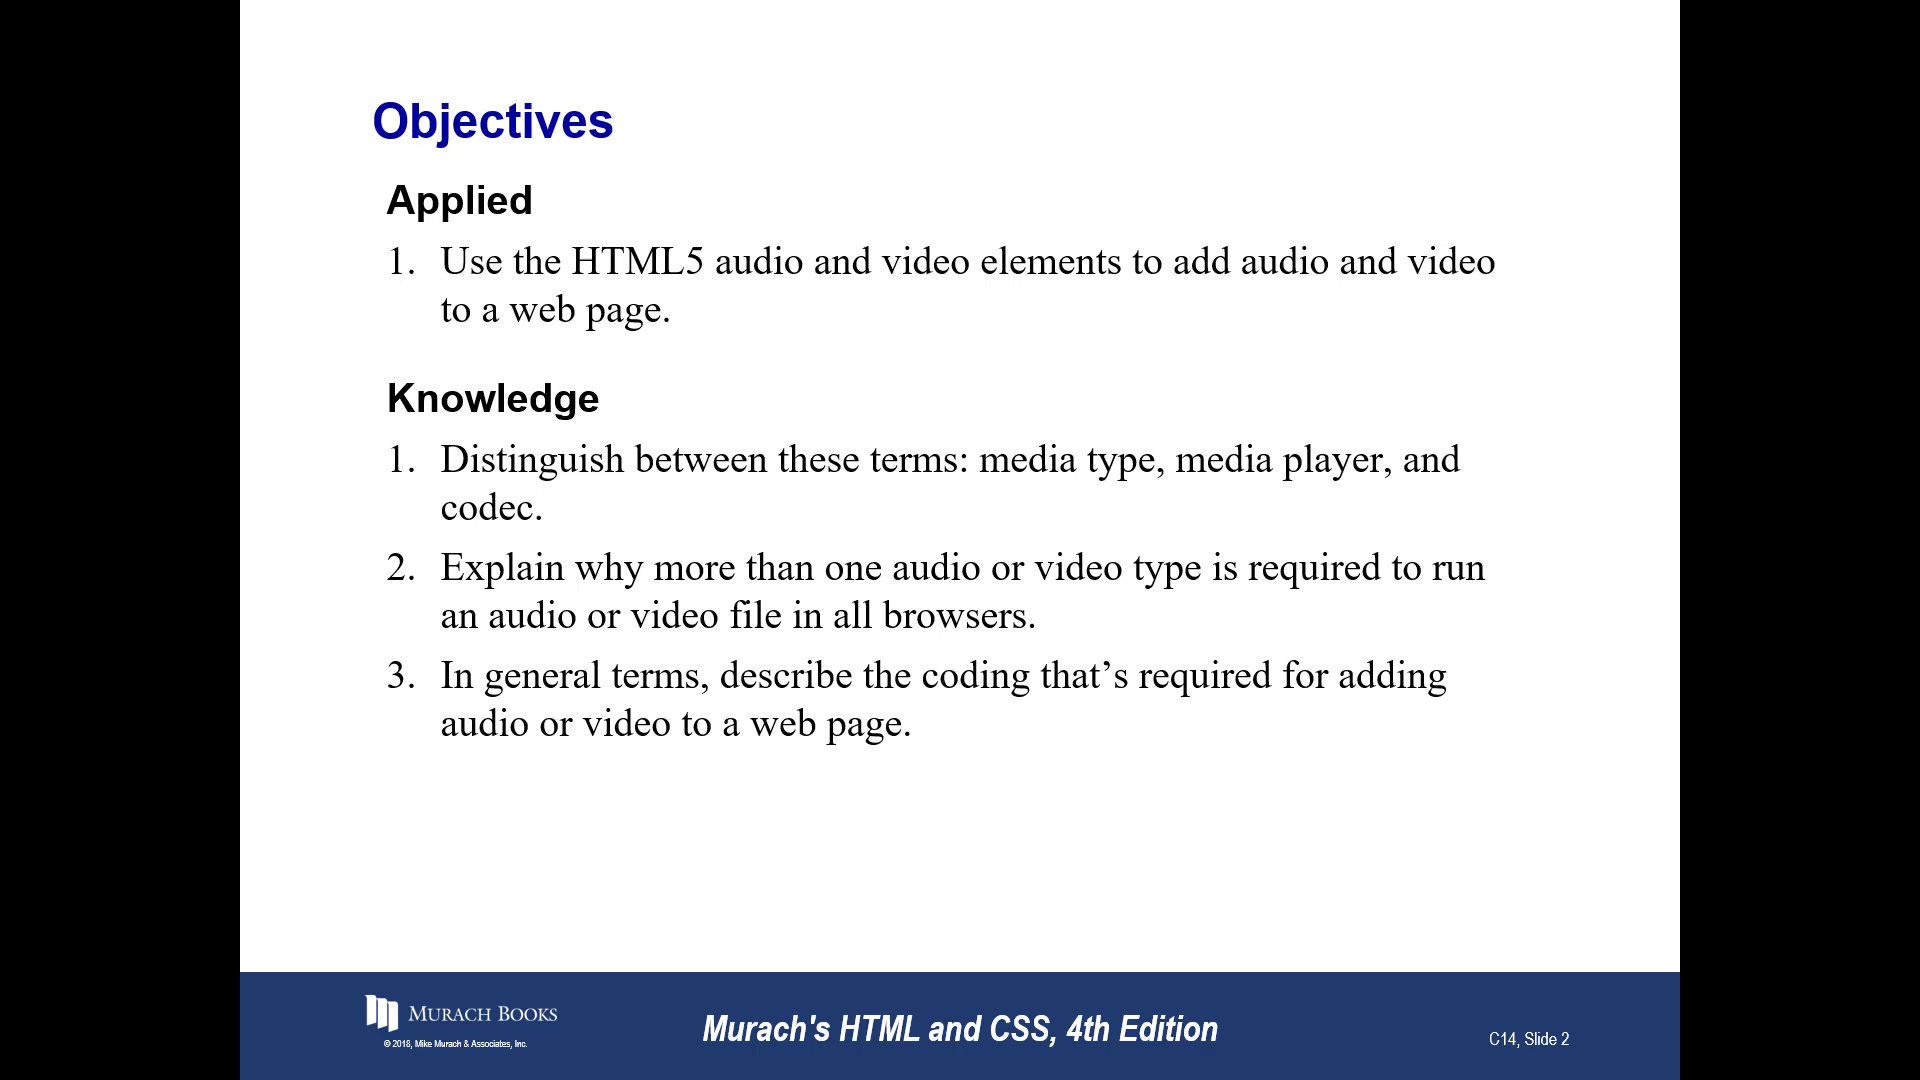 Objectives
Applied
1. Use the HTML5 audio and video elements to add audio and video
to a web page.
Knowledge
1. Distinguish between these terms: media type, media player, and
codec.
2. Explain why more than one audio or video type is required to run
an audio or video file in all browsers.
3. In general terms, describe the coding that’s required for adding
audio or video to a web page.
MURACH BOOKS
© 2018, Mike Murach & Associates, Inc.
Murach's HTML and CSS, 4th Edition
C14, Slide 2